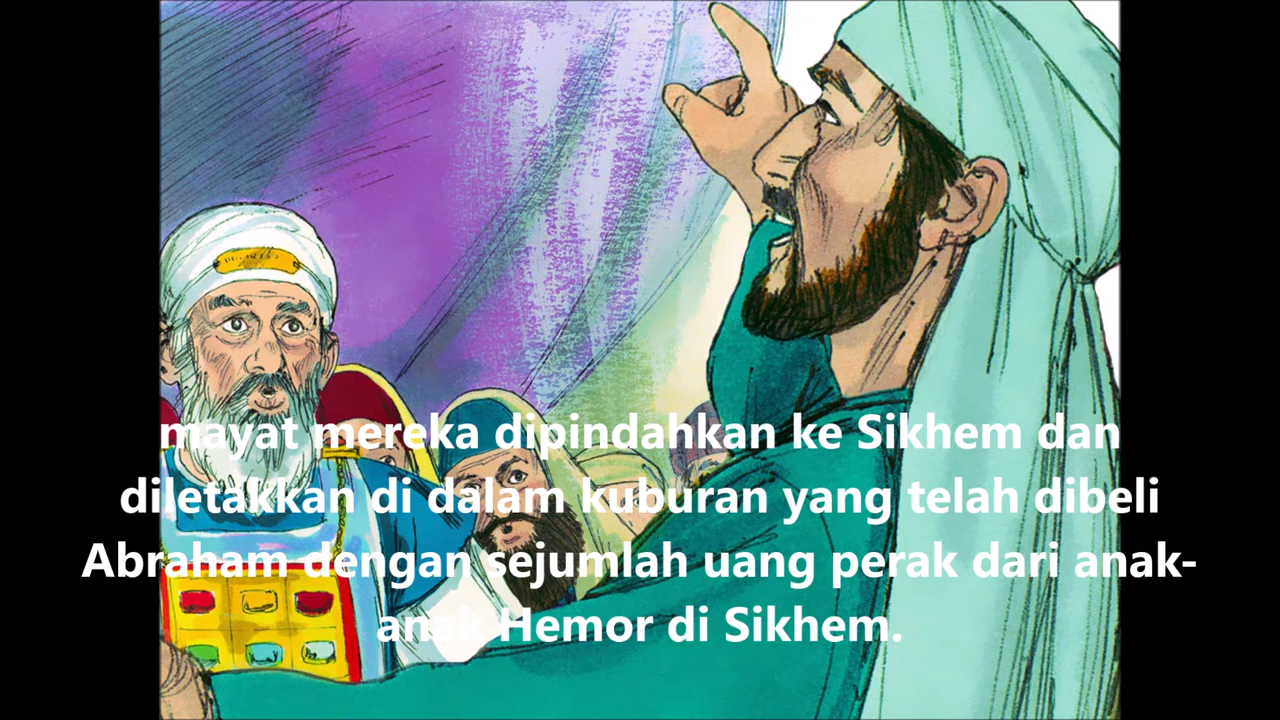 mayat mereka dipindahkan ke Sikhem dan
diletakkan di dalam kuburan yang telah dibeli
Abraham dengan sejumlah uang perak dari anak-
anak Hemor di Sikhem.